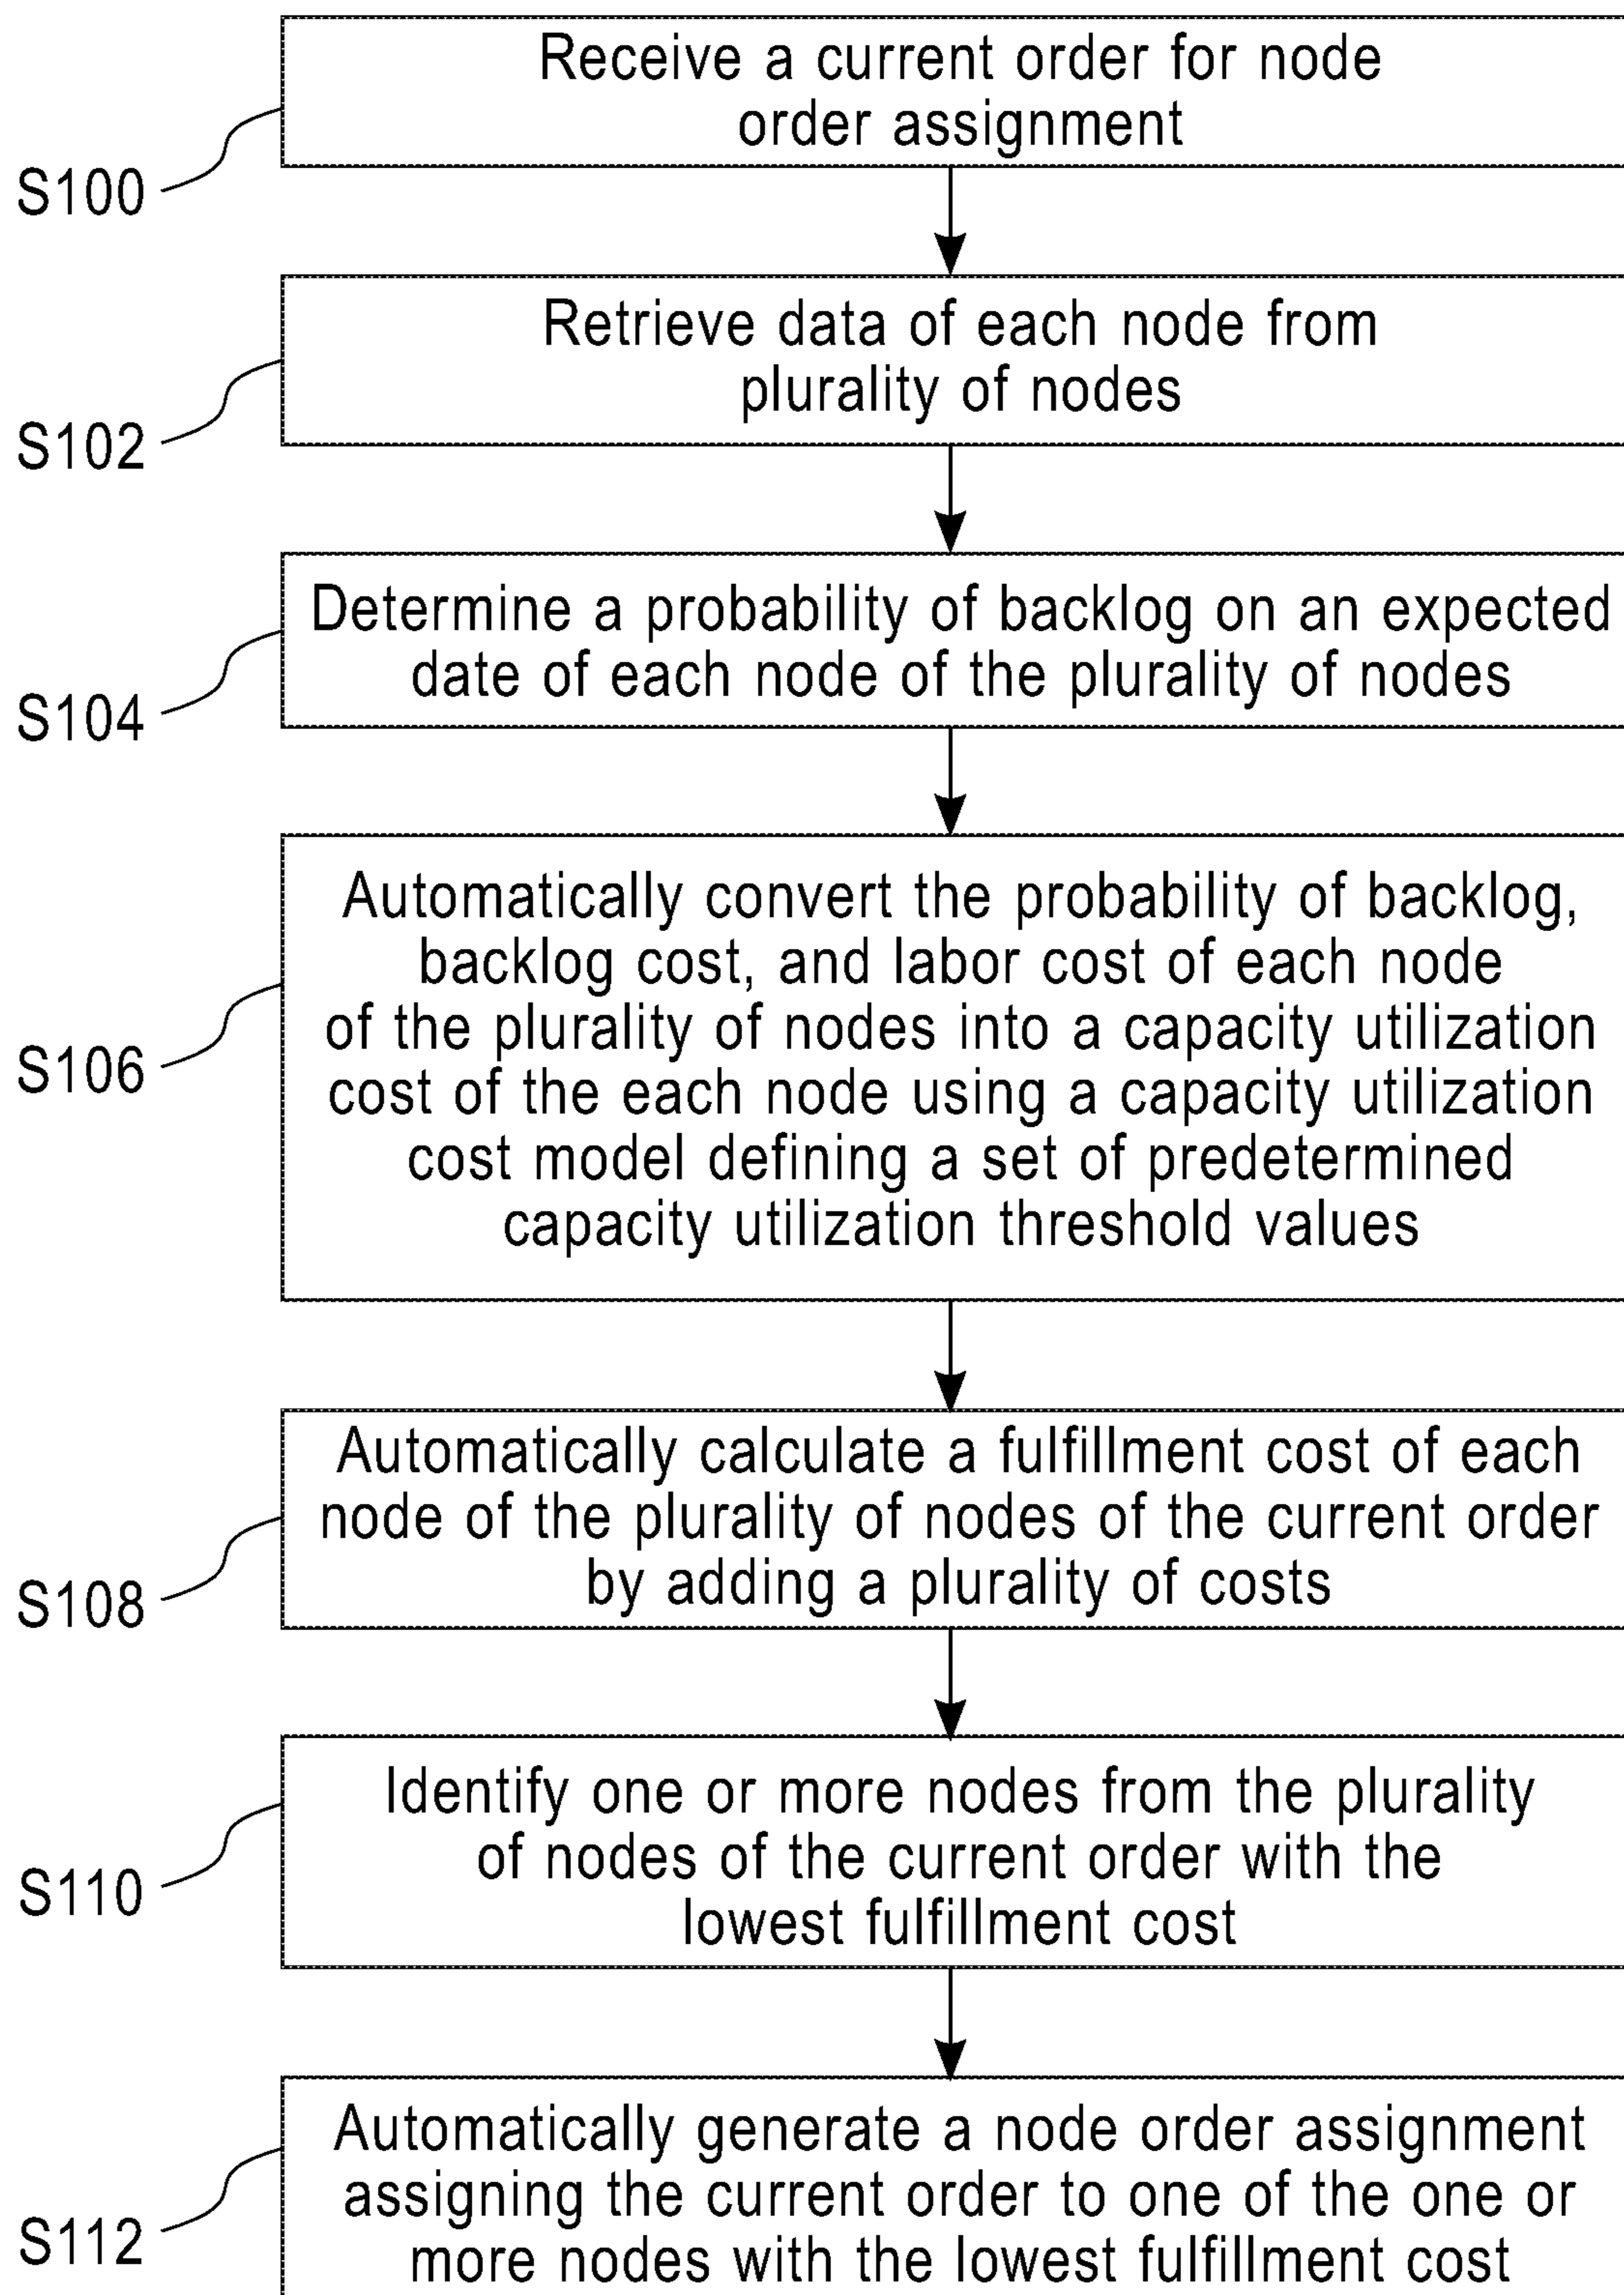 Receive a current order for node
order assignment
S100
Retrieve data of each node from
plurality of nodes
S102
Determine a probability of backlog on an expected
date of each node of the plurality of nodes
S104
Automatically convert the probability of backlog,
backlog cost, and labor cost of each node
of the plurality of nodes into a capacity utilization
cost of the each node using a capacity utilization
cost model defining a set of predetermined
capacity utilization threshold values
S106
Automatically calculate a fulfillment cost of each
node of the plurality of nodes of the current order
by adding a plurality of costs
S108
Identify one or more nodes from the plurality
of nodes of the current order with the
lowest fulfillment cost
S110
Automatically generate a node order assignment
assigning the current order to one of the one or
more nodes with the lowest fulfillment cost
S112